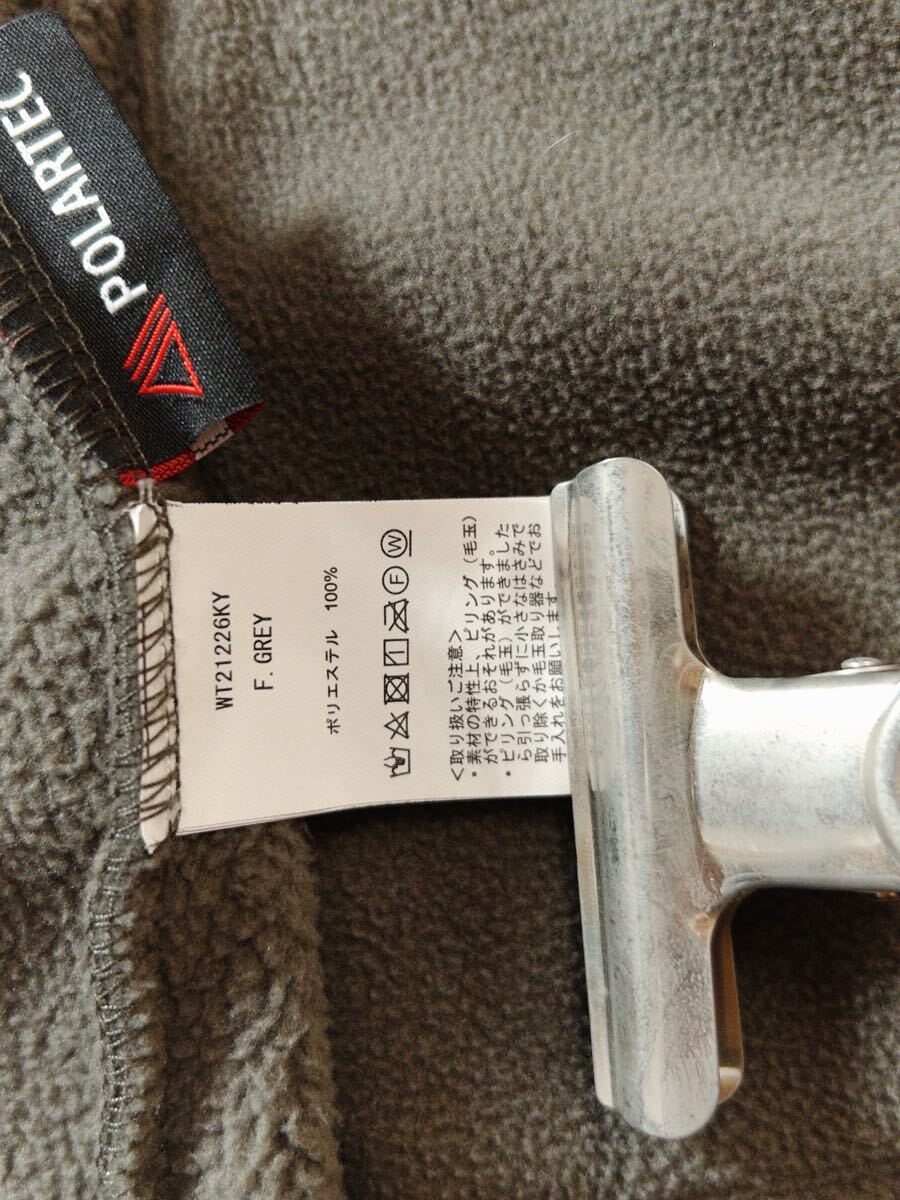 POLARTEC
WT21226KY
F. GREY
ポリエステル 100%
F W
<取り扱いご注意>
・素材の特性上、ピリング(毛玉)
ができるおそれがあります。
・ピリング(毛玉)ができました
ら引っ張らずに小さなはさみで
取り除くか毛玉取り器などでお
手入れをお願いします